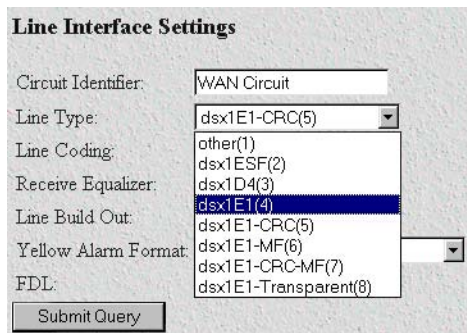 Line Interface Settings
Circuit Identifier: WAN Circuit
Line Type: dsx1E1-CRC(5)
Line Coding: other(1)
dsx1ESF(2)
Receive Equalizer: dsx1D4(3)
dsx1E1(4)
Line Build Out: dsx1E1-CRC(5)
Yellow Alarm Format: dsx1E1-MF(6)
dsx1E1-CRC-MF(7)
FDL: dsx1E1-Transparent(8)
Submit Query